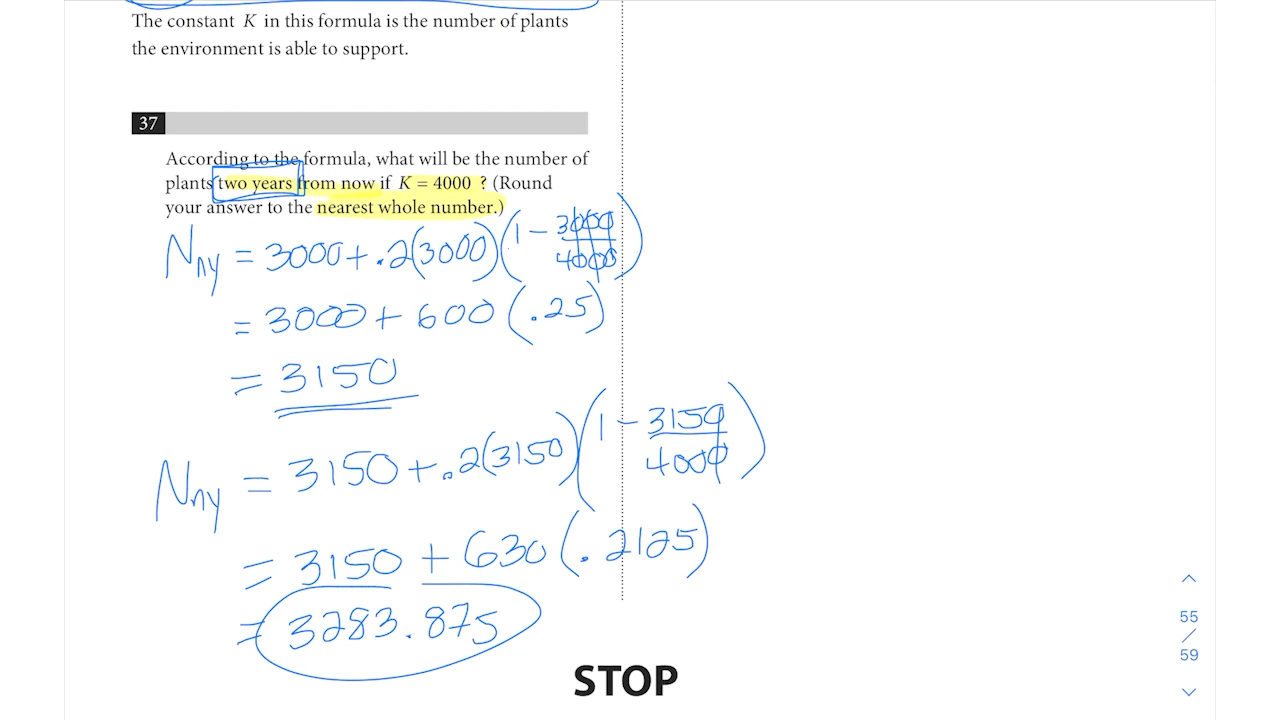 The constant K in this formula is the number of plants
the environment is able to support.
37
According to the formula, what will be the number of
plants two years from now if K = 4000 ? (Round
your answer to the nearest whole number.)
Nny = 3000 + .2(3000)(1 - 3000/4000)
= 3000 + 600 (.25)
= 3150
Nny = 3150 + .2(3150)(1 - 3150/4000)
= 3150 + 630 (.2125)
= 3283.875
STOP
55
/
59